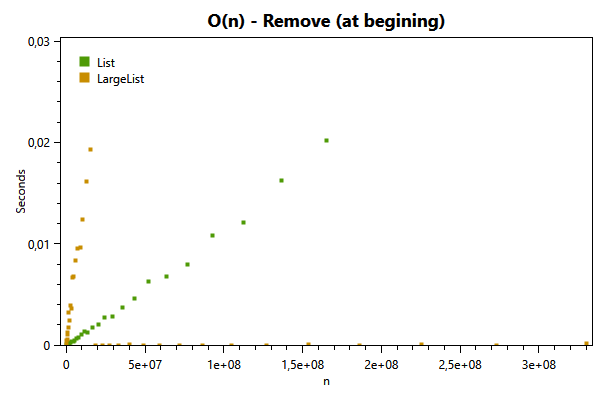 O(n) - Remove (at begining)
0,03
List
LargeList
0,02
Seconds
0,01
0
0
5e+07
1e+08
1,5e+08
2e+08
2,5e+08
3e+08
n